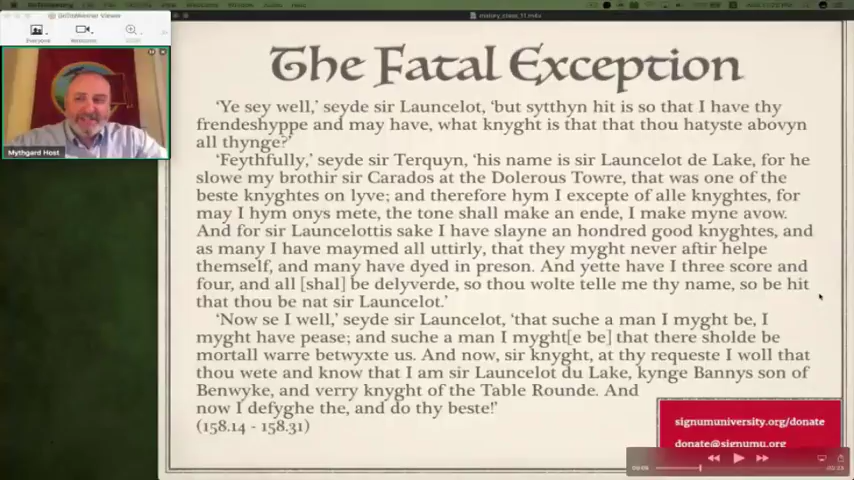 GoToWebinar Viewer
malory_class_11.m4v
Everyone
Webcams
Mythgard Host
The Fatal Exception
‘Ye sey well,’ seyde sir Launcelot, ‘but sytthyn hit is so that I have thy
frendeshyppe and may have, what knyght is that that thou hatyste abovyn
all thynge?’
‘Feythfully,’ seyde sir Terquyn, ‘his name is sir Launcelot de Lake, for he
slowe my brothir sir Carados at the Dolerous Towre, that was one of the
beste knyghtes on lyve; and therefore hym I excepte of alle knyghtes, for
may I hym onys mete, the tone shall make an ende, I make myne avow.
And for sir Launcelottis sake I have slayne an hondred good knyghtes, and
as many I have maymed all uttirly, that they myght never aftir helpe
themself, and many have dyed in preson. And yette have I three score and
four, and all [shal] be delyverde, so thou wolte telle me thy name, so be hit
that thou be nat sir Launcelot.’
‘Now se I well,’ seyde sir Launcelot, ‘that suche a man I myght be, I
myght have pease; and suche a man I myght[e be] that there sholde be
mortall warre betwyxte us. And now, sir knyght, at thy requeste I woll that
thou wete and know that I am sir Launcelot du Lake, kynge Bannys son of
Benwyke, and verry knyght of the Table Rounde. And
now I defyghe the, and do thy beste!’
(158.14 - 158.31)
signumuniversity.org/donate
donate@signumu.org